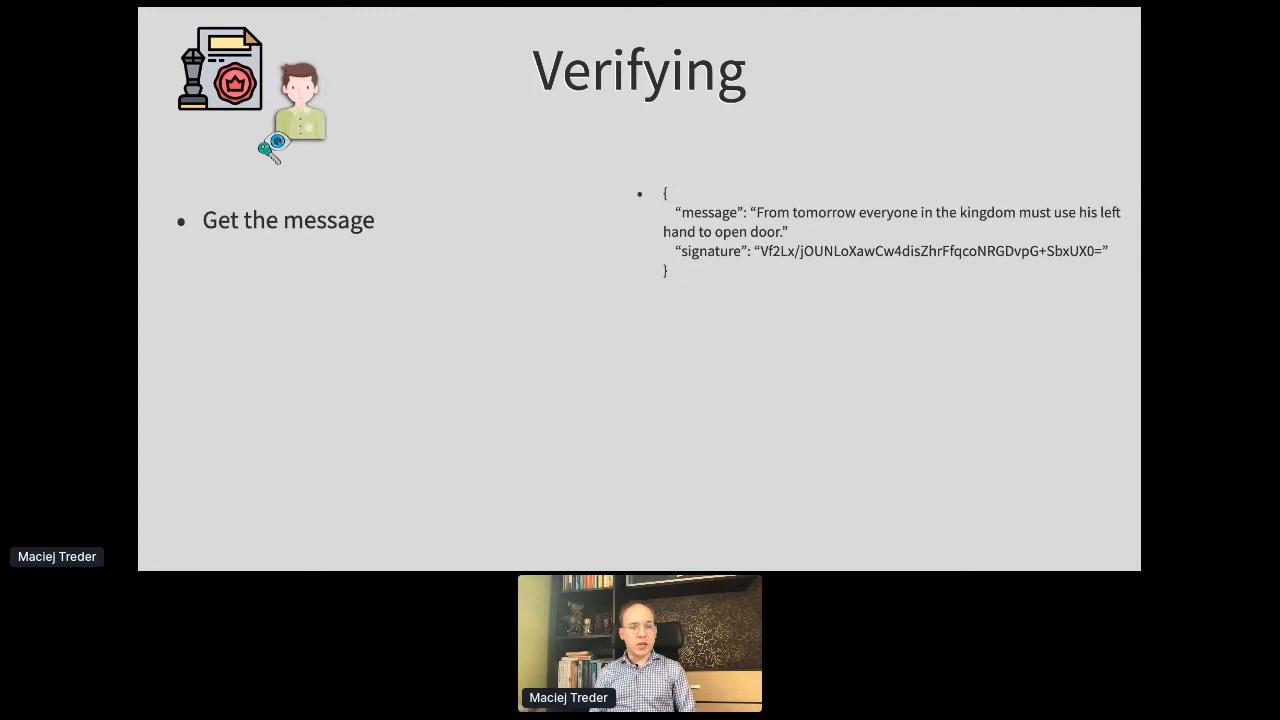 Verifying
• Get the message
• {
“message”: “From tomorrow everyone in the kingdom must use his left
hand to open door.”
“signature”: “Vf2Lx/jOUNLoXawCw4disZhrFfqcoNRGDvpG+SbxUX0=”
}
Maciej Treder
Maciej Treder